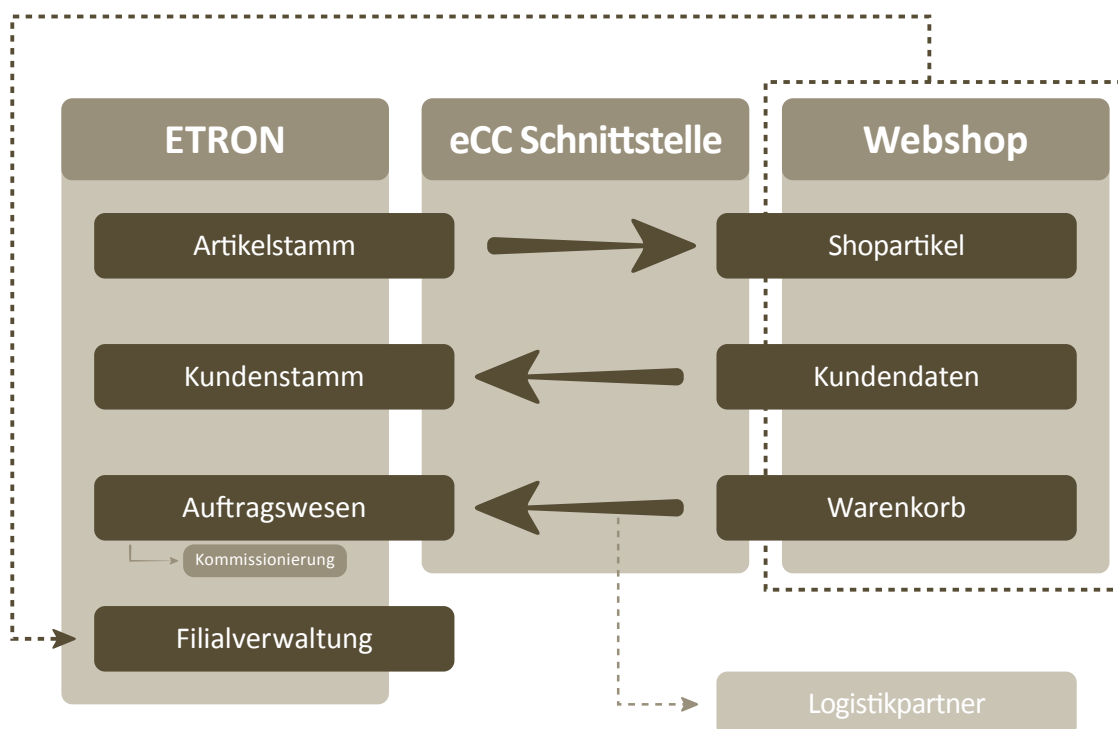 ETRON
eCC Schnittstelle
Webshop
Artikelstamm
Shopartikel
Kundenstamm
Kundendaten
Auftragswesen
Warenkorb
Kommissionierung
Filialverwaltung
Logistikpartner